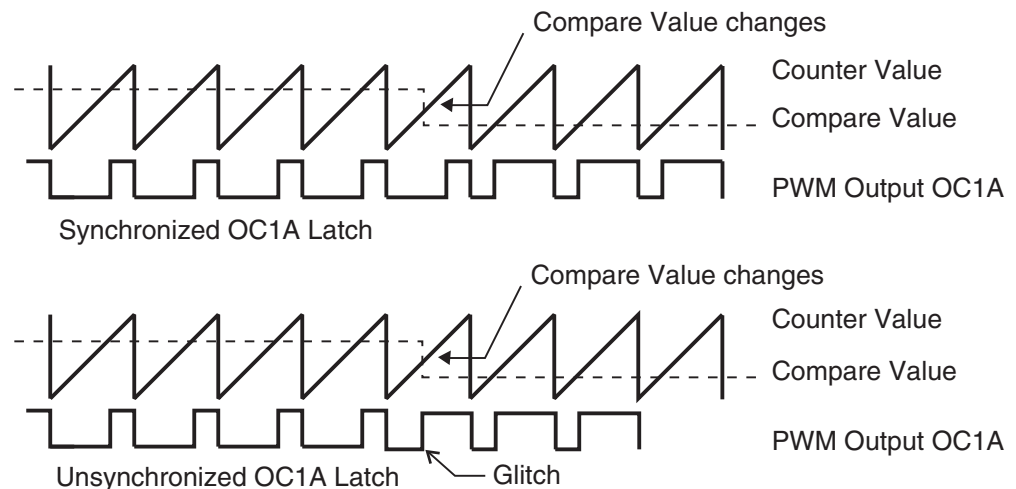 Compare Value changes
Counter Value
Compare Value
PWM Output OC1A
Synchronized OC1A Latch
Compare Value changes
Counter Value
Compare Value
PWM Output OC1A
Unsynchronized OC1A Latch
Glitch